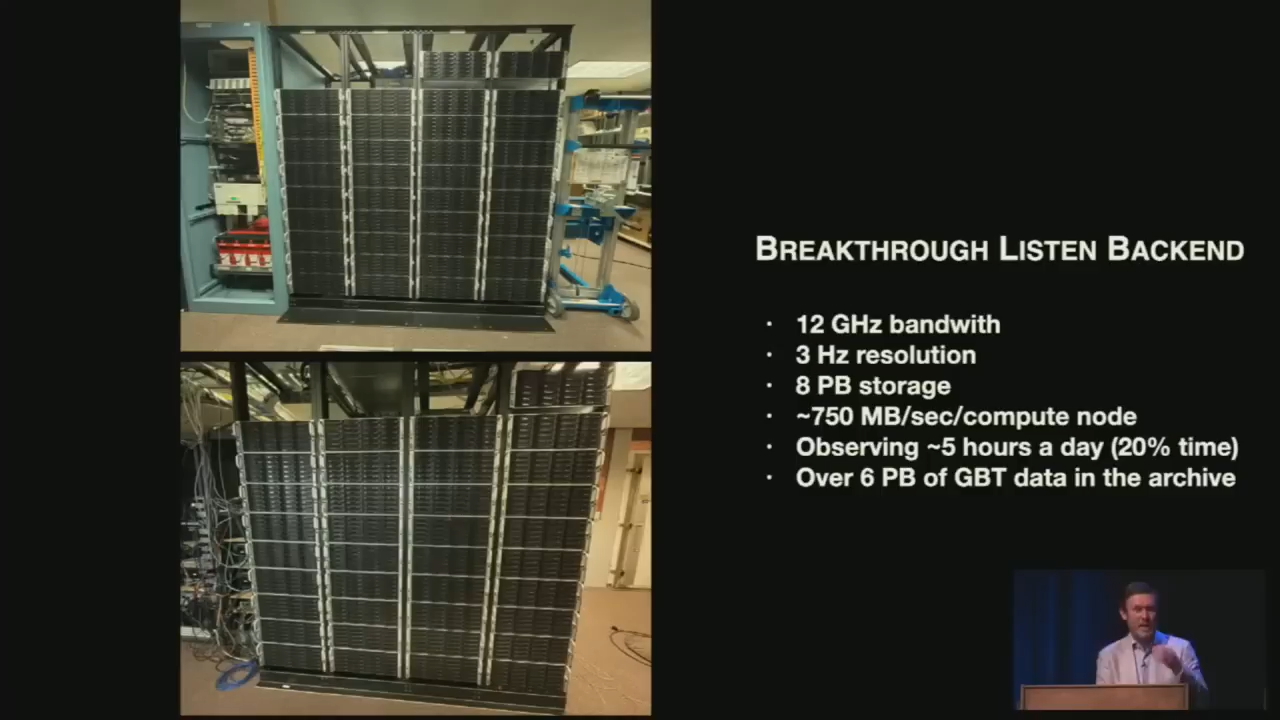 BREAKTHROUGH LISTEN BACKEND
· 12 GHz bandwith
· 3 Hz resolution
· 8 PB storage
· ~750 MB/sec/compute node
· Observing ~5 hours a day (20% time)
· Over 6 PB of GBT data in the archive